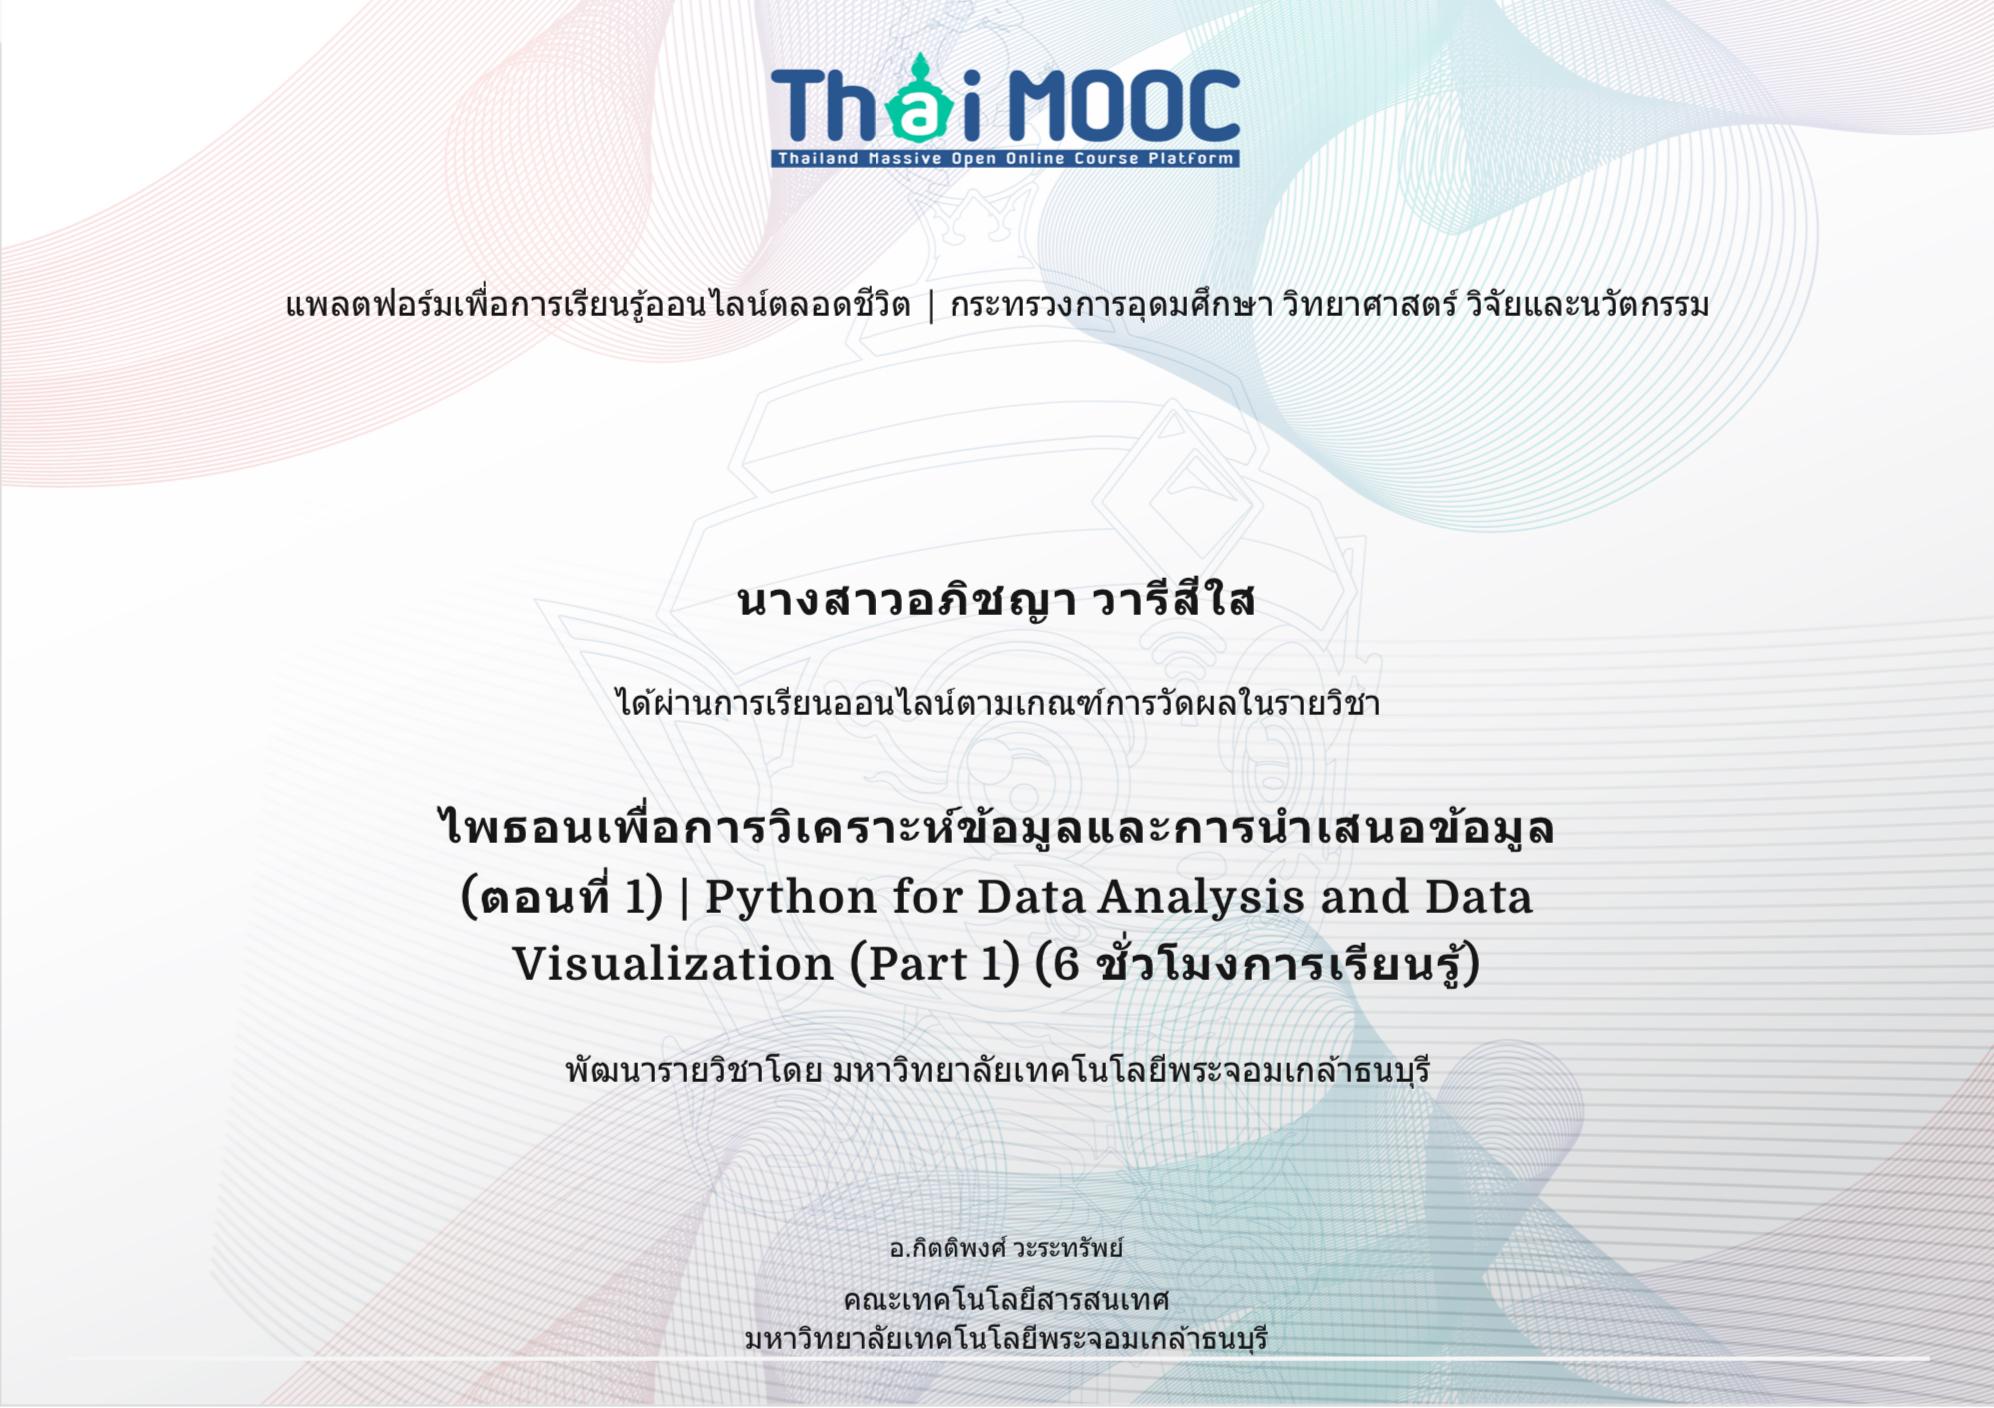 Thai MOOC
Thailand Massive Open Online Course Platform
แพลตฟอร์มเพื่อการเรียนรู้ออนไลน์ตลอดชีวิต | กระทรวงการอุดมศึกษา วิทยาศาสตร์ วิจัยและนวัตกรรม
นางสาวอภิชญา วารีสีใส
ได้ผ่านการเรียนออนไลน์ตามเกณฑ์การวัดผลในรายวิชา
ไพธอนเพื่อการวิเคราะห์ข้อมูลและการนำเสนอข้อมูล
(ตอนที่ 1) | Python for Data Analysis and Data
Visualization (Part 1) (6 ชั่วโมงการเรียนรู้)
พัฒนารายวิชาโดย มหาวิทยาลัยเทคโนโลยีพระจอมเกล้าธนบุรี
อ.กิตติพงศ์ วะระทรัพย์
คณะเทคโนโลยีสารสนเทศ
มหาวิทยาลัยเทคโนโลยีพระจอมเกล้าธนบุรี